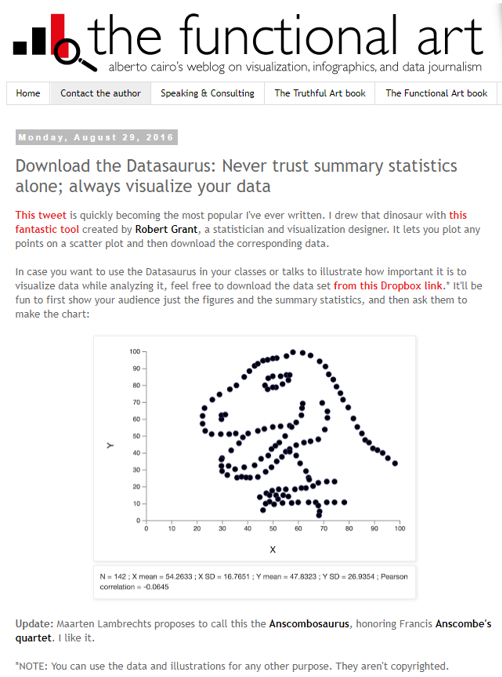 the functional art
alberto cairo's weblog on visualization, infographics, and data journalism
Home Contact the author Speaking & Consulting The Truthful Art book The Functional Art book
Monday, August 29, 2016
Download the Datasaurus: Never trust summary statistics
alone; always visualize your data
This tweet is quickly becoming the most popular I've ever written. I drew that dinosaur with this
fantastic tool created by Robert Grant, a statistician and visualization designer. It lets you plot any
points on a scatter plot and then download the corresponding data.
In case you want to use the Datasaurus in your classes or talks to illustrate how important it is to
visualize data while analyzing it, feel free to download the data set from this Dropbox link.* It'll be
fun to first show your audience just the figures and the summary statistics, and then ask them to
make the chart:
100
90
80
70
60
50
40
30
20
10
0
Y
0 10 20 30 40 50 60 70 80 90 100
X
N = 142 ; X mean = 54.2633 ; X SD = 16.7651 ; Y mean = 47.8323 ; Y SD = 26.9354 ; Pearson
correlation = -0.0645
Update: Maarten Lambrechts proposes to call this the Anscombosaurus, honoring Francis Anscombe's
quartet. I like it.
*NOTE: You can use the data and illustrations for any other purpose. They aren't copyrighted.